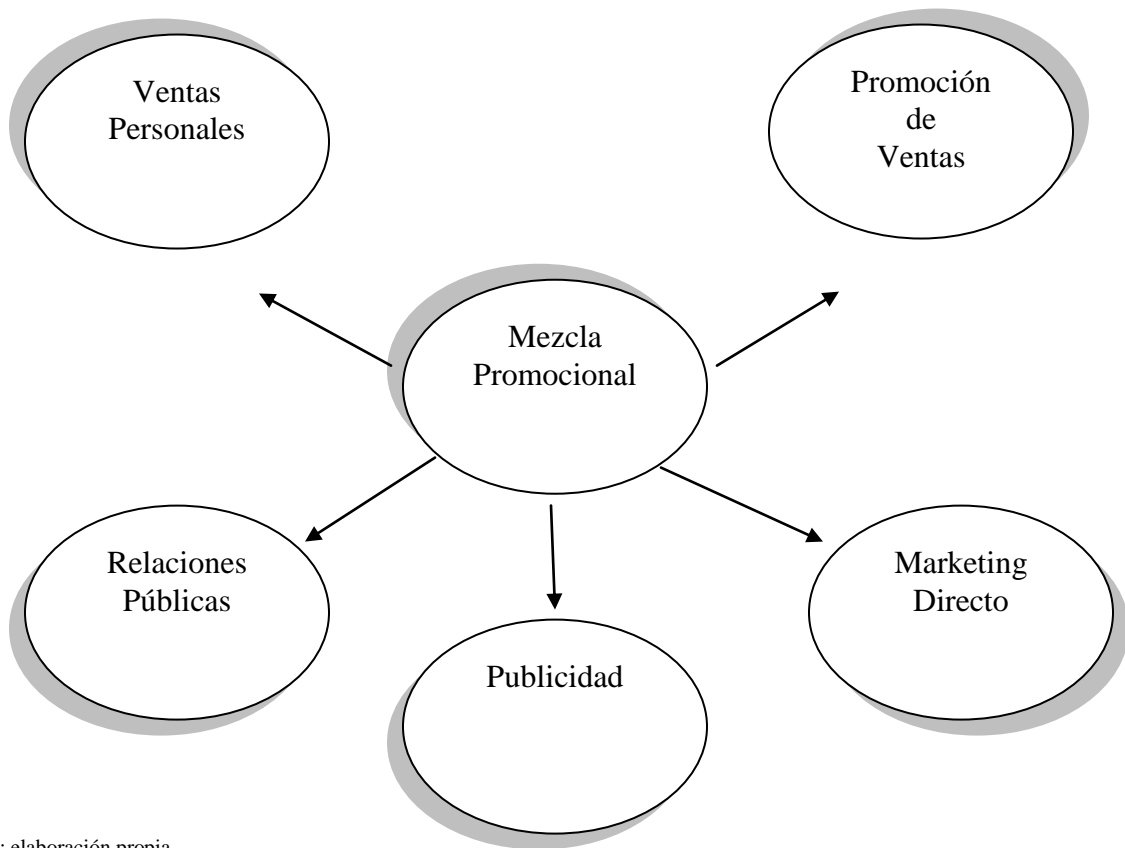 Ventas
Personales
Promoción
de
Ventas
Mezcla
Promocional
Relaciones
Públicas
Marketing
Directo
Publicidad
: elaboración propia